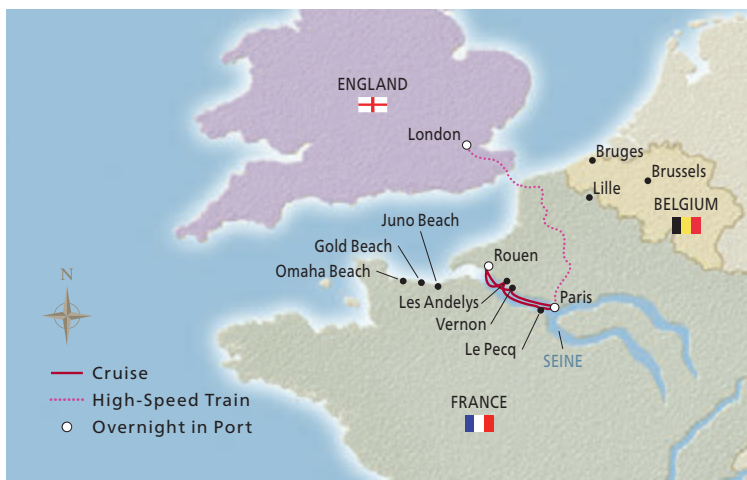 ENGLAND
London
Bruges
Brussels
Lille
BELGIUM
Juno Beach
Gold Beach
Omaha Beach
Rouen
Les Andelys
Paris
Vernon
Le Pecq
SEINE
N
Cruise
High-Speed Train
Overnight in Port
FRANCE